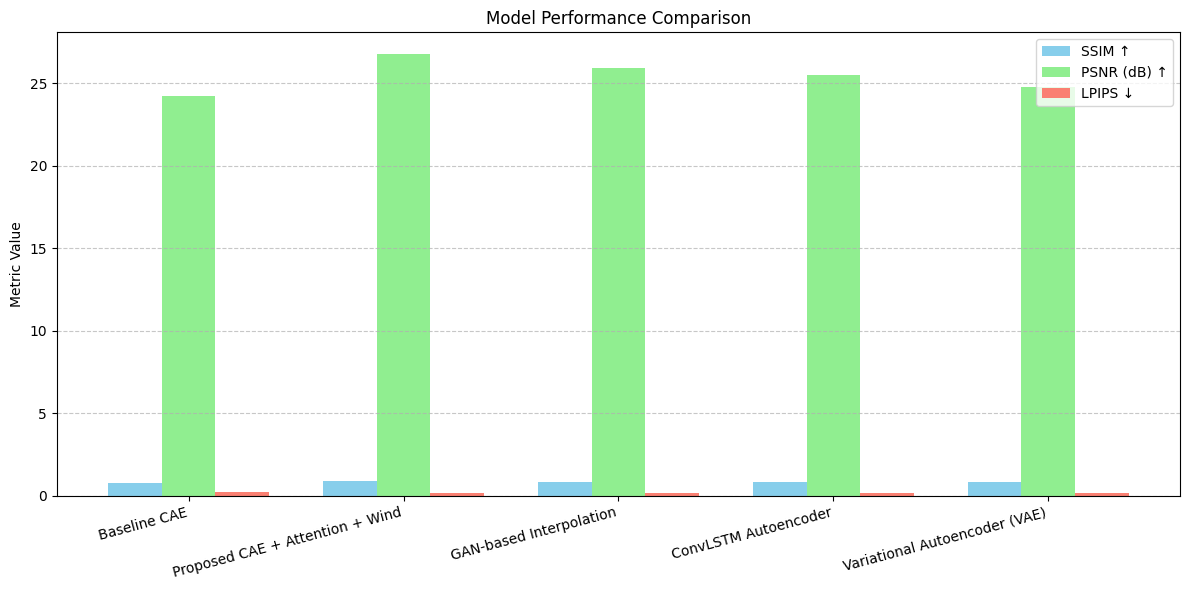 Model Performance Comparison
SSIM ↑
PSNR (dB) ↑
LPIPS ↓
Metric Value
25
20
15
10
5
0
Baseline CAE
Proposed CAE + Attention + Wind
GAN-based Interpolation
ConvLSTM Autoencoder
Variational Autoencoder (VAE)